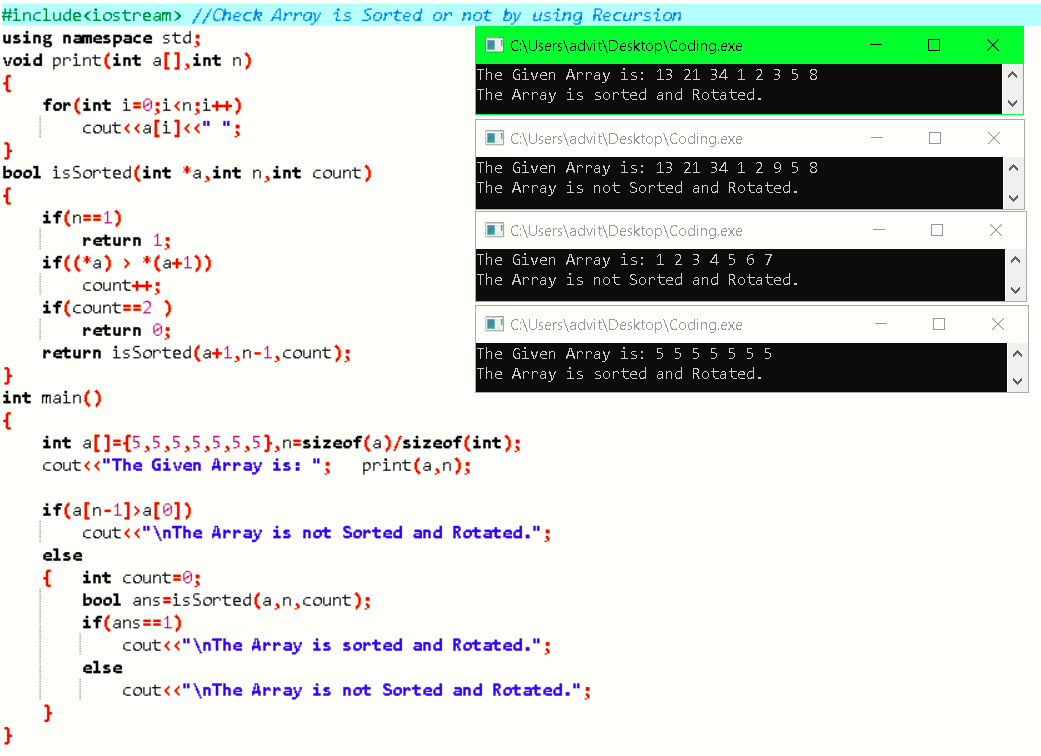 #include<iostream> //Check Array is Sorted or not by using Recursion
using namespace std;
void print(int a[],int n)
{
    for(int i=0;i<n;i++)
        cout<<a[i]<<" ";
}
bool isSorted(int *a,int n,int count)
{
    if(n==1)
        return 1;
    if((*a) > *(a+1))
        count++;
    if(count==2 )
        return 0;
    return isSorted(a+1,n-1,count);
}
int main()
{
    int a[]={5,5,5,5,5,5,5},n=sizeof(a)/sizeof(int);
    cout<<"The Given Array is: ";   print(a,n);

    if(a[n-1]>a[0])
        cout<<"\nThe Array is not Sorted and Rotated.";
    else
    {   int count=0;
        bool ans=isSorted(a,n,count);
        if(ans==1)
            cout<<"\nThe Array is sorted and Rotated.";
        else
            cout<<"\nThe Array is not Sorted and Rotated.";
    }
}
C:\Users\advit\Desktop\Coding.exe
The Given Array is: 13 21 34 1 2 3 5 8
The Array is sorted and Rotated.
C:\Users\advit\Desktop\Coding.exe
The Given Array is: 13 21 34 1 2 9 5 8
The Array is not Sorted and Rotated.
C:\Users\advit\Desktop\Coding.exe
The Given Array is: 1 2 3 4 5 6 7
The Array is not Sorted and Rotated.
C:\Users\advit\Desktop\Coding.exe
The Given Array is: 5 5 5 5 5 5 5
The Array is sorted and Rotated.